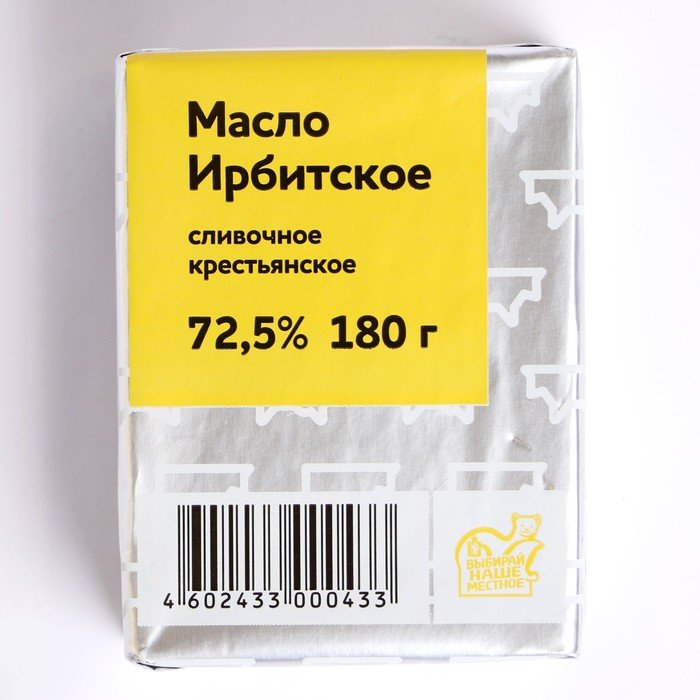 Масло
Ирбитское
сливочное
крестьянское
72,5% 180 г
4 602433 000433
ВЫБИРАЙ
НАШЕ
МЕСТНОЕ